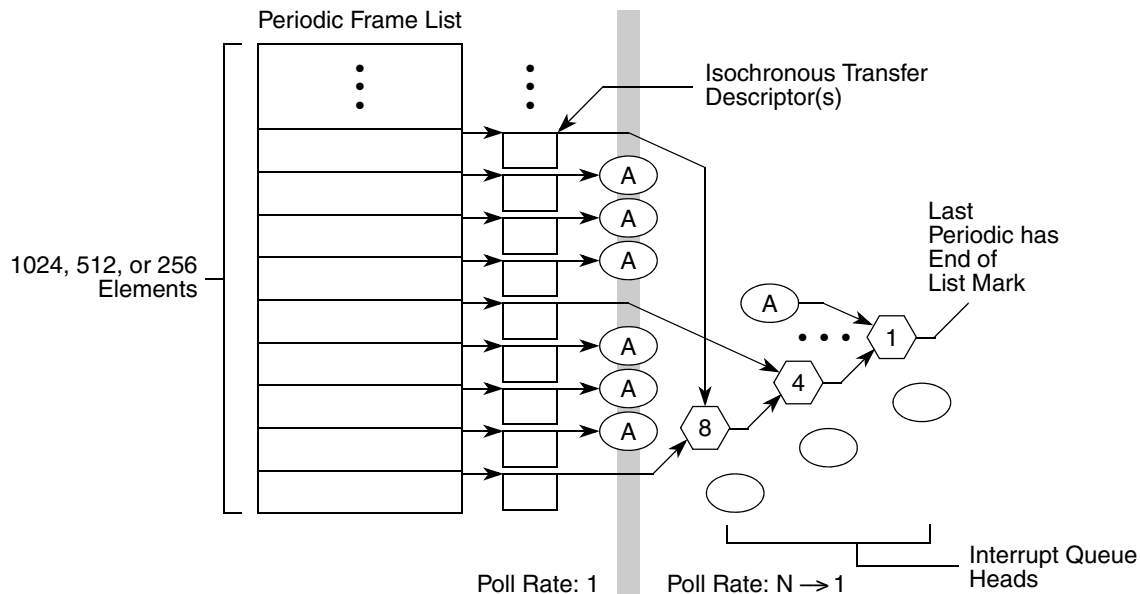 Periodic Frame List
Isochronous Transfer
Descriptor(s)
A
A
A
Last
Periodic has
End of
List Mark
1024, 512, or 256
Elements
A
1
A
4
A
A
8
Interrupt Queue
Heads
Poll Rate: 1
Poll Rate: N → 1